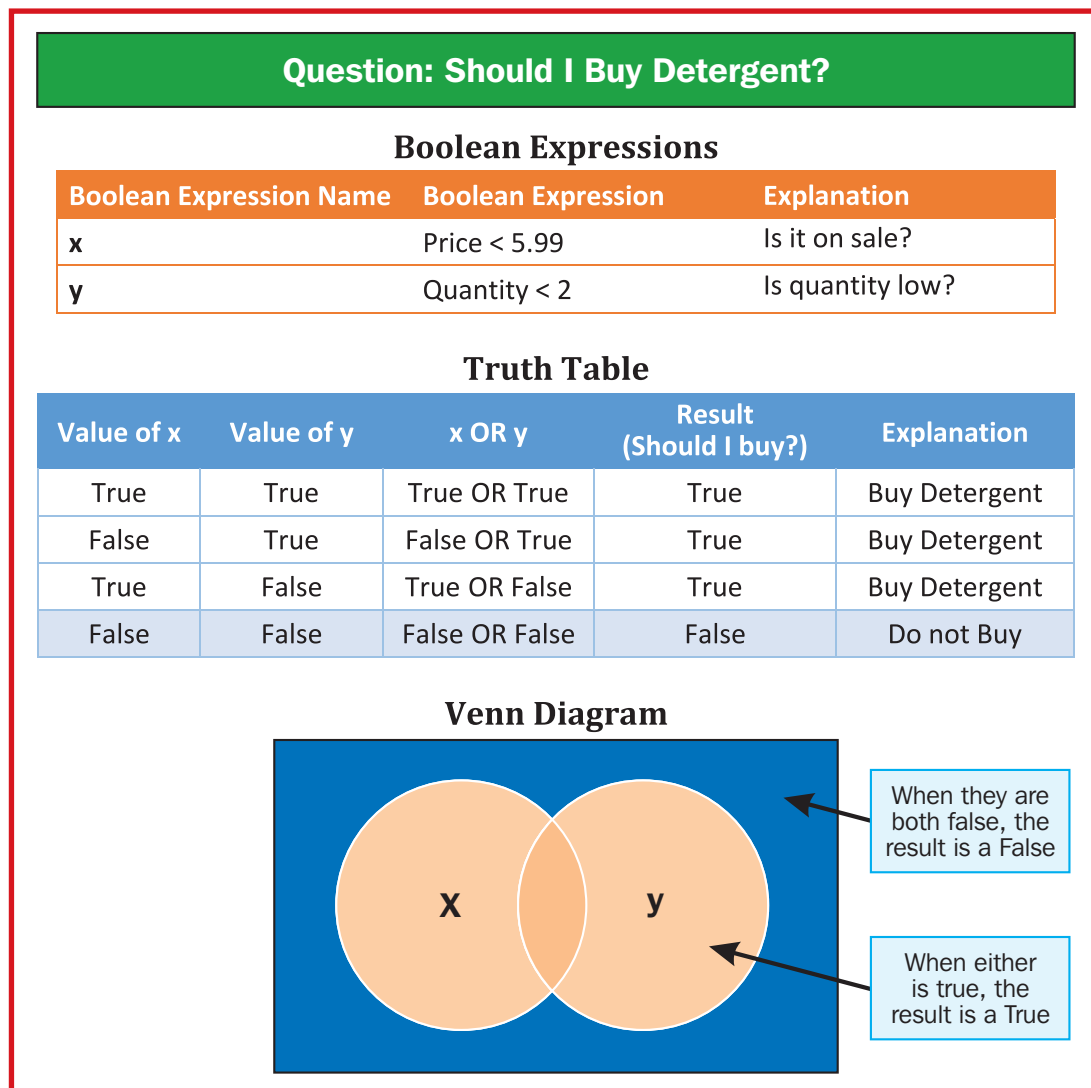 Question: Should I Buy Detergent?
Boolean Expressions
Boolean Expression Name Boolean Expression Explanation
x Price < 5.99 Is it on sale?
y Quantity < 2 Is quantity low?
Truth Table
Value of x Value of y x OR y Result (Should I buy?) Explanation
True True True OR True True Buy Detergent
False True False OR True True Buy Detergent
True False True OR False True Buy Detergent
False False False OR False False Do not Buy
Venn Diagram
When they are
both false, the
result is a False
x y
When either
is true, the
result is a True